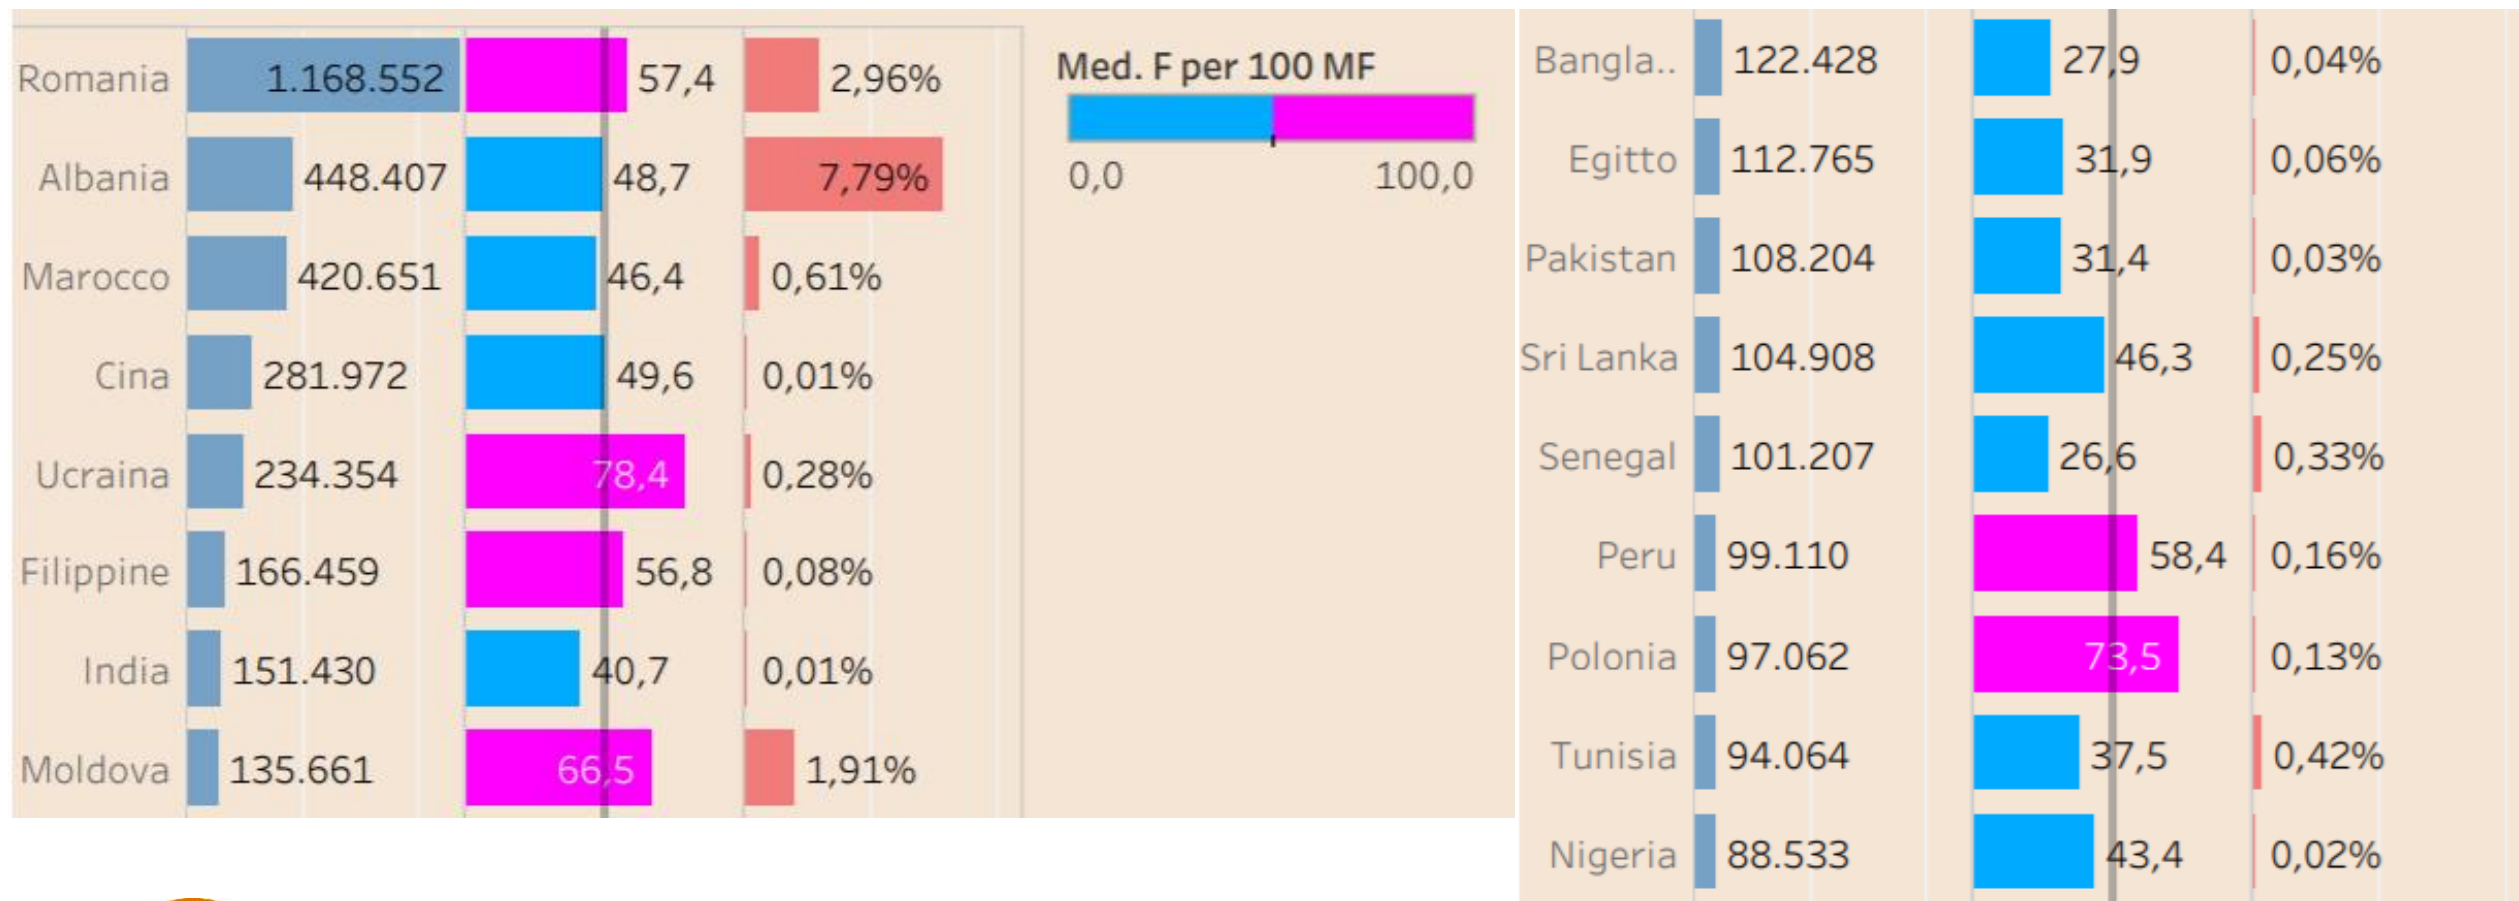 Romania 1.168.552 57,4 2,96%
Albania 448.407 48,7 7,79%
Marocco 420.651 46,4 0,61%
Cina 281.972 49,6 0,01%
Ucraina 234.354 78,4 0,28%
Filippine 166.459 56,8 0,08%
India 151.430 40,7 0,01%
Moldova 135.661 66,5 1,91%
Med. F per 100 MF
0,0 100,0
Bangla.. 122.428 27,9 0,04%
Egitto 112.765 31,9 0,06%
Pakistan 108.204 31,4 0,03%
Sri Lanka 104.908 46,3 0,25%
Senegal 101.207 26,6 0,33%
Peru 99.110 58,4 0,16%
Polonia 97.062 73,5 0,13%
Tunisia 94.064 37,5 0,42%
Nigeria 88.533 43,4 0,02%